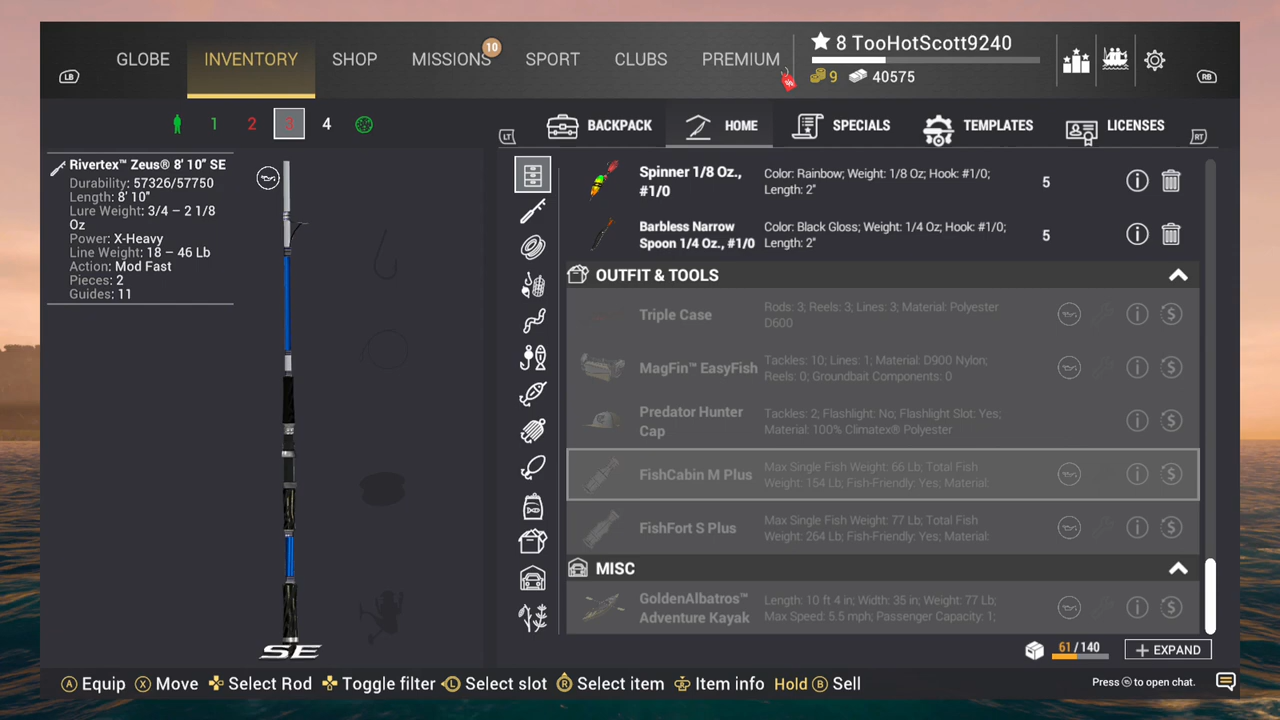 GLOBE
INVENTORY
SHOP
MISSIONS
10
SPORT
CLUBS
PREMIUM
8 TooHotScott9240
9
40575
LB
RB
1
2
3
4
LT
BACKPACK
HOME
SPECIALS
TEMPLATES
LICENSES
RT
Rivertex™ Zeus® 8' 10" SE
Durability: 57326/57750
Length: 8' 10"
Lure Weight: 3/4 – 2 1/8
Oz
Power: X-Heavy
Line Weight: 18 – 46 Lb
Action: Mod Fast
Pieces: 2
Guides: 11
SE
Spinner 1/8 Oz.,
#1/0
Color: Rainbow; Weight: 1/8 Oz; Hook: #1/0;
Length: 2"
5
Barbless Narrow
Spoon 1/4 Oz., #1/0
Color: Black Gloss; Weight: 1/4 Oz; Hook: #1/0;
Length: 2"
5
OUTFIT & TOOLS
Triple Case
Rods: 3; Reels: 3; Lines: 3; Material: Polyester
D600
MagFin™ EasyFish
Tackles: 10; Lines: 1; Material: D900 Nylon;
Reels: 0; Groundbait Components: 0
Predator Hunter
Cap
Tackles: 2; Flashlight: No; Flashlight Slot: Yes;
Material: 100% Climatex® Polyester
FishCabin M Plus
Max Single Fish Weight: 66 Lb; Total Fish
Weight: 154 Lb; Fish-Friendly: Yes; Material:
FishFort S Plus
Max Single Fish Weight: 77 Lb; Total Fish
Weight: 264 Lb; Fish-Friendly: Yes; Material:
MISC
GoldenAlbatros™
Adventure Kayak
Length: 10 ft 4 in; Width: 35 in; Weight: 77 Lb;
Max Speed: 5.5 mph; Passenger Capacity: 1;
61/140
+ EXPAND
A Equip
X Move
Select Rod
Toggle filter
L Select slot
R Select item
Item info
Hold B Sell
Press to open chat.